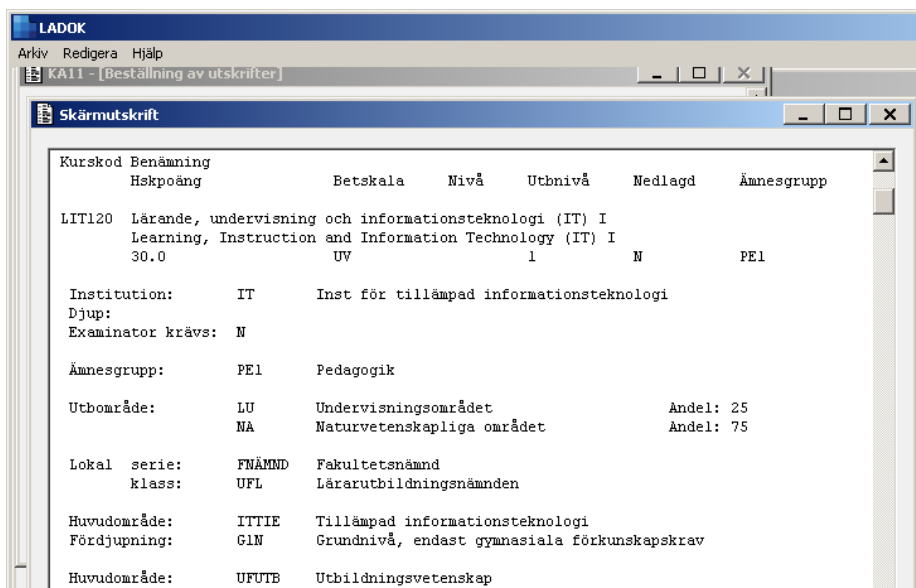 LADOK
Arkiv Redigera Hjälp
KA11 - [Beställning av utskrifter]
Skärmutskrift
Kurskod Benämning
Hskpoäng Betskala Nivå Utbnivå Nedlagd Ämnesgrupp
LIT120 Lärande, undervisning och informationsteknologi (IT) I
Learning, Instruction and Information Technology (IT) I
30.0 UV 1 N PE1
Institution: IT Inst för tillämpad informationsteknologi
Djup:
Examinator krävs: N
Ämnesgrupp: PE1 Pedagogik
Utbområde: LU Undervisningsområdet Andel: 25
NA Naturvetenskapliga området Andel: 75
Lokal serie: FNÄMND Fakultetsnämnd
klass: UFL Lärarutbildningsnämnden
Huvudområde: ITTIE Tillämpad informationsteknologi
Fördjupning: G1N Grundnivå, endast gymnasiala förkunskapskrav
Huvudområde: UFUTB Utbildningsvetenskap